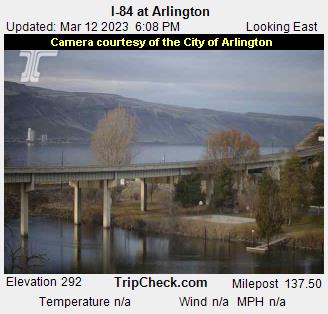 I-84 at Arlington
Updated: Mar 12 2023 6:08 PM Looking East
Camera courtesy of the City of Arlington
Elevation 292 TripCheck.com Milepost 137.50
Temperature n/a Wind n/a MPH n/a